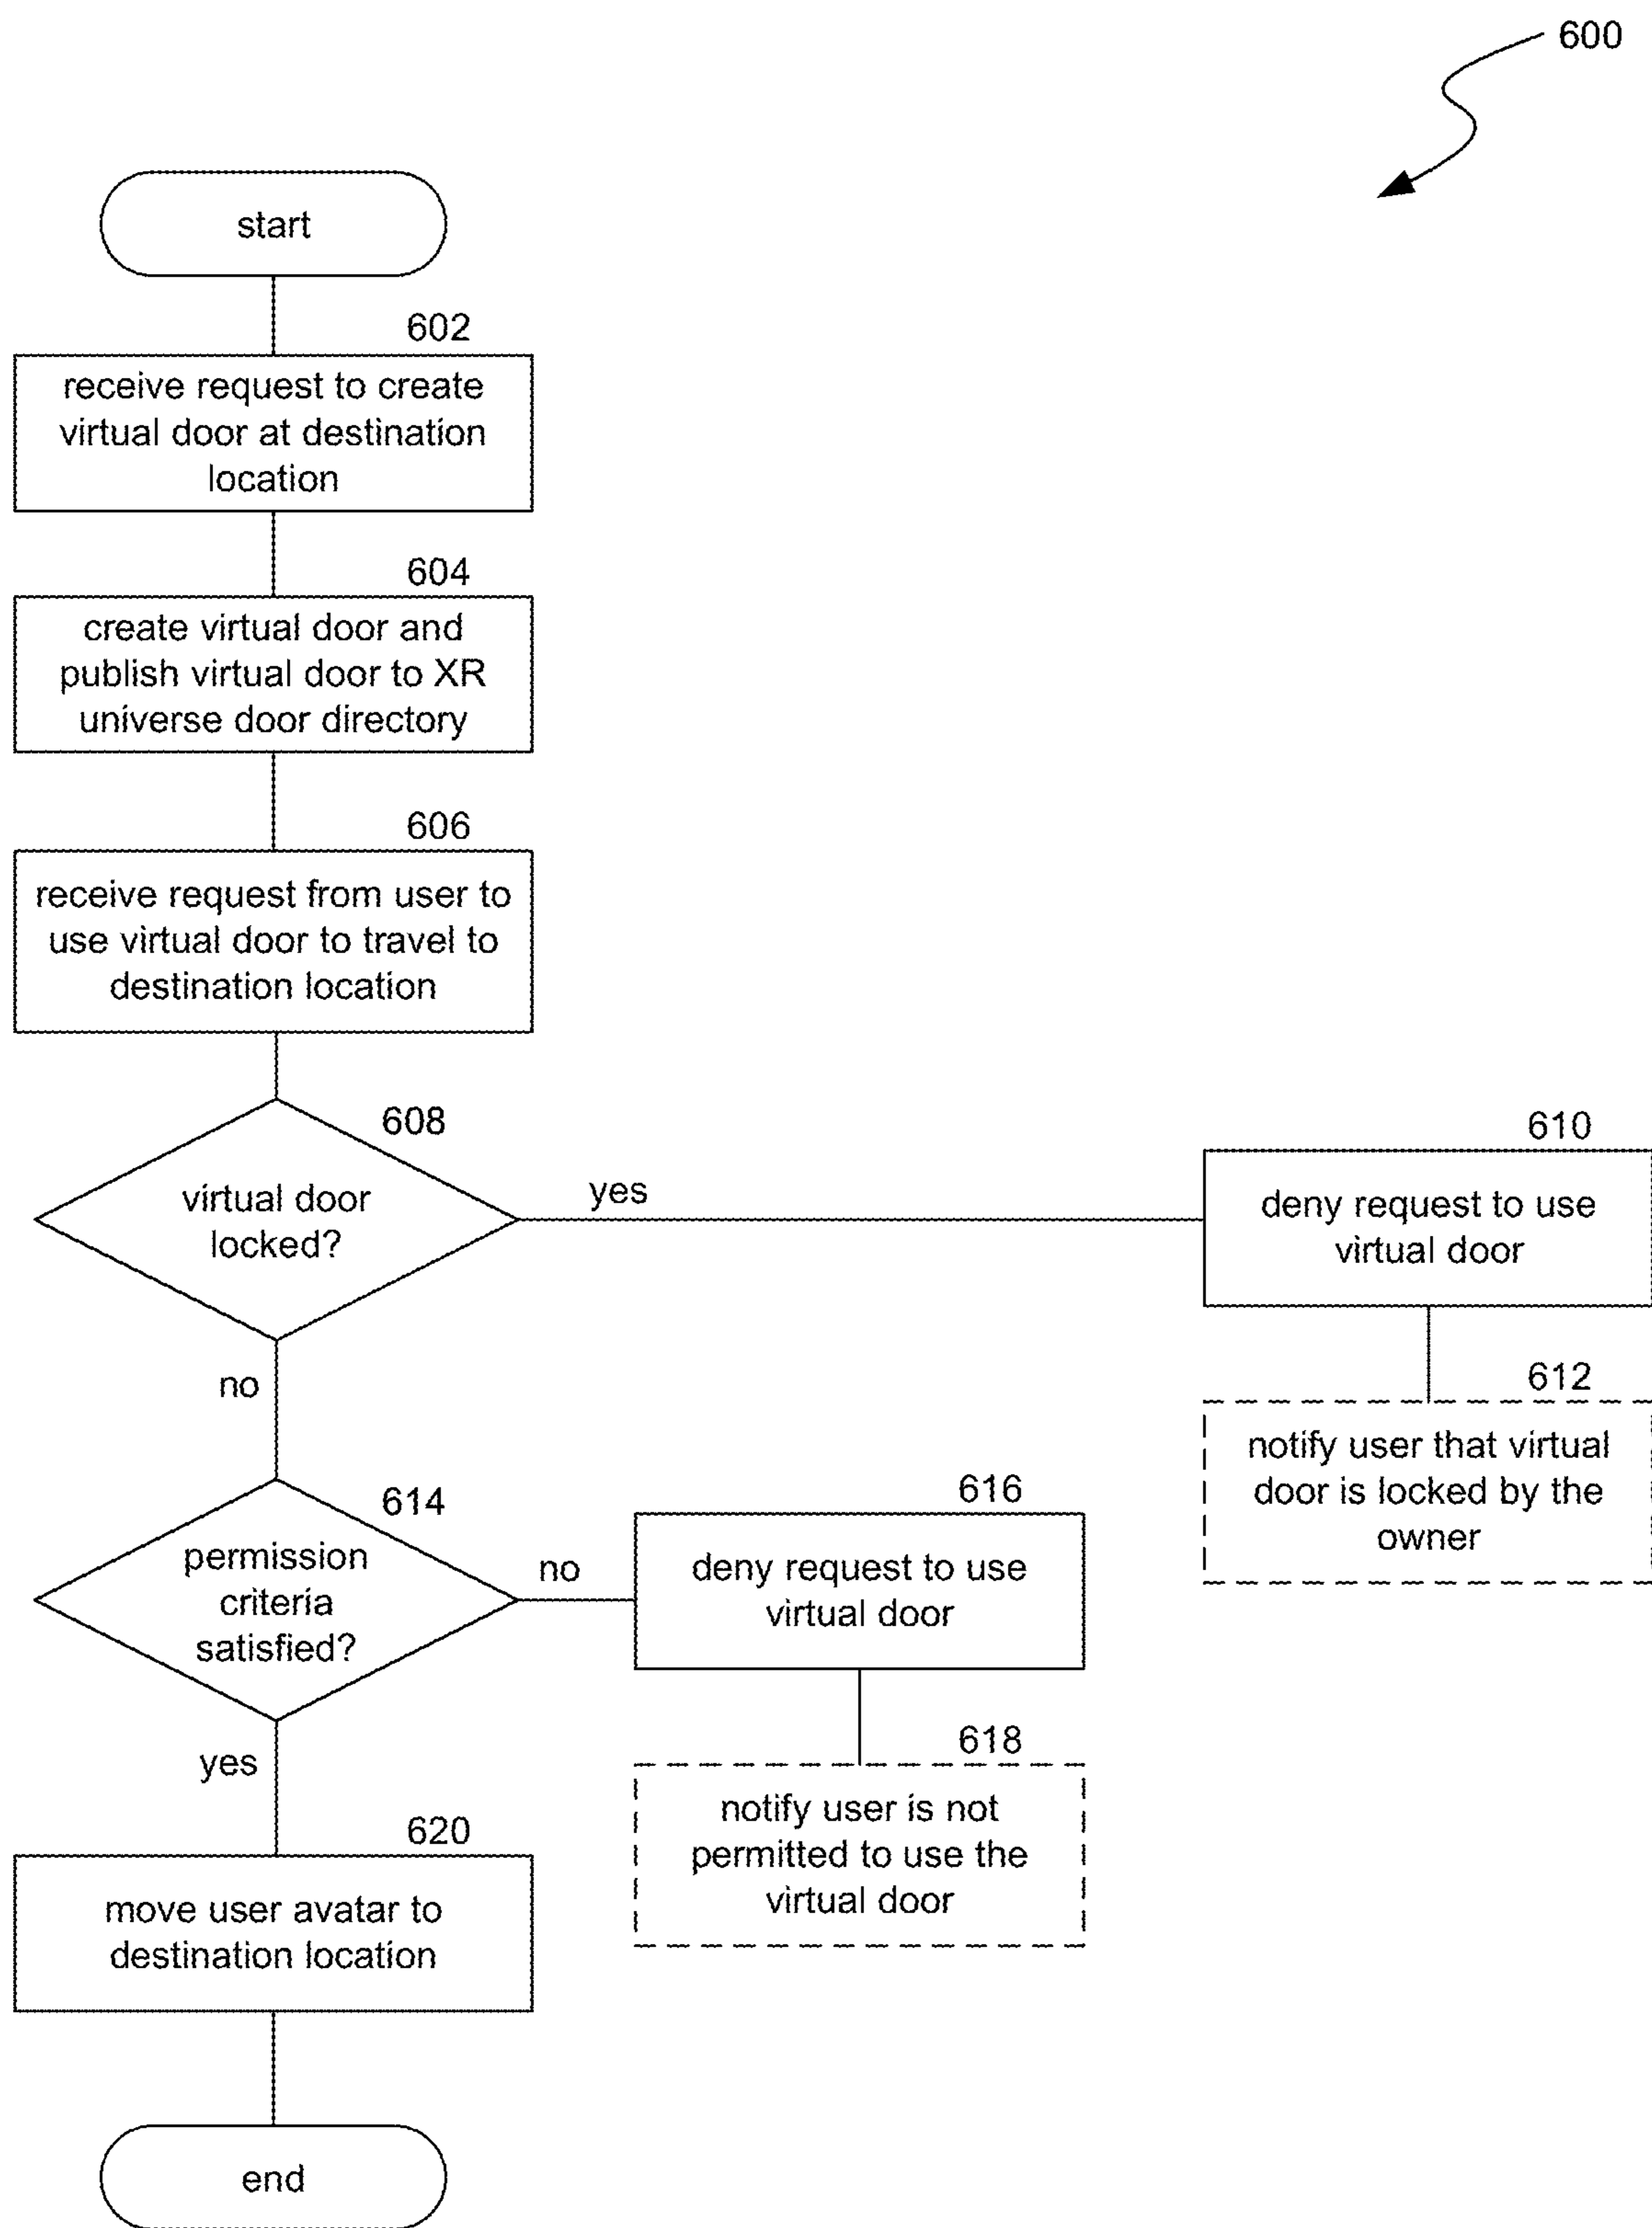 600
start
602
receive request to create
virtual door at destination
location
604
create virtual door and
publish virtual door to XR
universe door directory
606
receive request from user to
use virtual door to travel to
destination location
608
virtual door
locked?
yes
610
deny request to use
virtual door
612
notify user that virtual
door is locked by the
owner
no
614
permission
criteria
satisfied?
no
616
deny request to use
virtual door
618
notify user is not
permitted to use the
virtual door
yes
620
move user avatar to
destination location
end